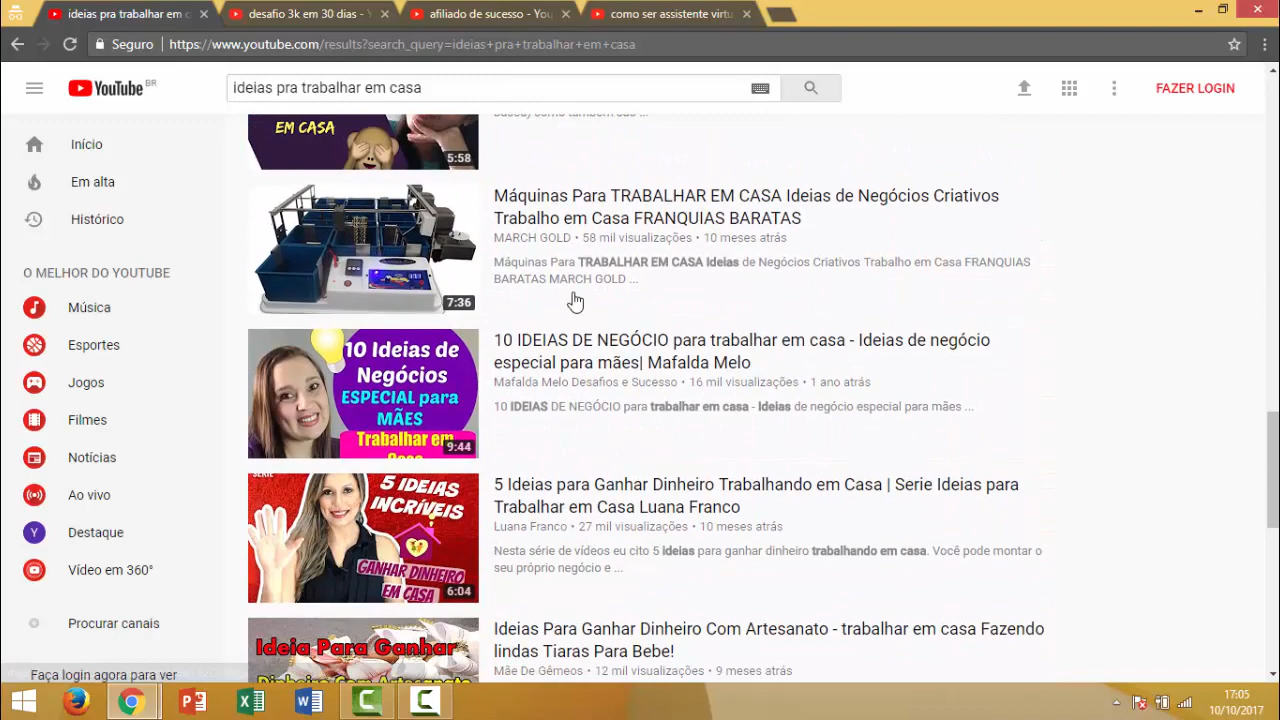 ideias pra trabalhar em c
desafio 3k em 30 dias - Y
afiliado de sucesso - You
como ser assistente virtu
Seguro
https://www.youtube.com/results?search_query=ideias+pra+trabalhar+em+casa
YouTube BR
ideias pra trabalhar em casa
FAZER LOGIN
Início
Em alta
Histórico
O MELHOR DO YOUTUBE
Música
Esportes
Jogos
Filmes
Notícias
Ao vivo
Destaque
Vídeo em 360°
Procurar canais
Faça login agora para ver
EM CASA
5:58
7:36
Máquinas Para TRABALHAR EM CASA Ideias de Negócios Criativos
Trabalho em Casa FRANQUIAS BARATAS
MARCH GOLD • 58 mil visualizações • 10 meses atrás
Máquinas Para TRABALHAR EM CASA Ideias de Negócios Criativos Trabalho em Casa FRANQUIAS
BARATAS MARCH GOLD ...
10 Ideias de
Negócios
ESPECIAL para
MÃES
Trabalhar em
Casa
9:44
10 IDEIAS DE NEGÓCIO para trabalhar em casa - Ideias de negócio
especial para mães| Mafalda Melo
Mafalda Melo Desafios e Sucesso • 16 mil visualizações • 1 ano atrás
10 IDEIAS DE NEGÓCIO para trabalhar em casa - Ideias de negócio especial para mães ...
SÉRIE
5 IDEIAS
INCRÍVEIS
GANHAR DINHEIRO
EM CASA
6:04
5 Ideias para Ganhar Dinheiro Trabalhando em Casa | Serie Ideias para
Trabalhar em Casa Luana Franco
Luana Franco • 27 mil visualizações • 10 meses atrás
Nesta série de vídeos eu cito 5 ideias para ganhar dinheiro trabalhando em casa. Você pode montar o
seu próprio negócio e ...
Ideia Para Ganhar
Dinheiro Com Artesanato
Ideias Para Ganhar Dinheiro Com Artesanato - trabalhar em casa Fazendo
lindas Tiaras Para Bebe!
Mãe De Gêmeos • 12 mil visualizações • 9 meses atrás
17:05
10/10/2017